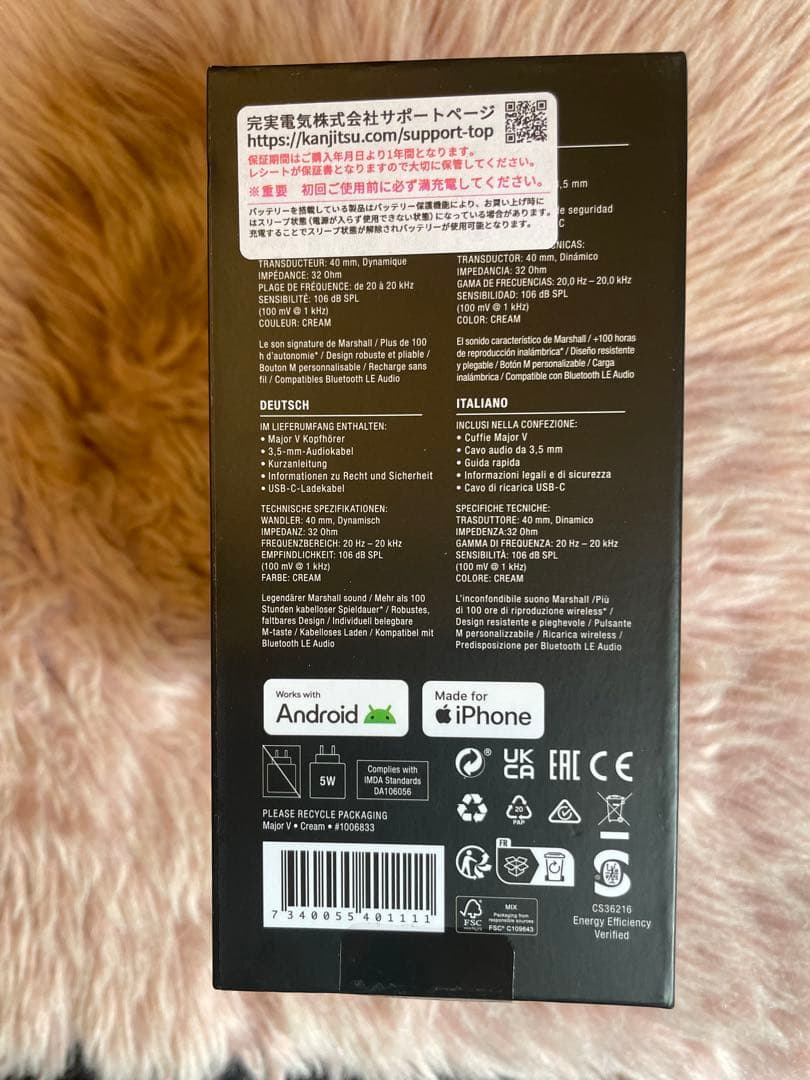 完実電気株式会社サポートページ
https://kanjitsu.com/support-top
保証期間はご購入年月日より1年間となります。
レシートが保証書となりますので大切に保管してください。
※重要 初回ご使用前に必ず満充電してください。
バッテリーを搭載している製品はバッテリー保護機能により、お買い上げ時に
はスリープ状態(電源が入らず使用できない状態)になっている場合があります。
充電することでスリープ状態が解除されバッテリーが使用可能となります。
TRANSDUCTEUR: 40 mm, Dynamique
IMPÉDANCE: 32 Ohm
PLAGE DE FRÉQUENCE: de 20 à 20 kHz
SENSIBILITÉ: 106 dB SPL
(100 mV @ 1 kHz)
COULEUR: CREAM
Le son signature de Marshall / Plus de 100
h d'autonomie* / Design robuste et pliable /
Bouton M personnalisable / Recharge sans
fil / Compatibles Bluetooth LE Audio
,5 mm
de seguridad
C
NICAS:
TRANSDUCTOR: 40 mm, Dinámico
IMPEDANCIA: 32 Ohm
GAMA DE FRECUENCIAS: 20,0 Hz – 20,0 kHz
SENSIBILIDAD: 106 dB SPL
(100 mV @ 1 kHz)
COLOR: CREAM
El sonido característico de Marshall / +100 horas
de reproducción inalámbrica* / Diseño resistente
y plegable / Botón M personalizable / Carga
inalámbrica / Compatible con Bluetooth LE Audio
DEUTSCH
IM LIEFERUMFANG ENTHALTEN:
• Major V Kopfhörer
• 3,5-mm-Audiokabel
• Kurzanleitung
• Informationen zu Recht und Sicherheit
• USB-C-Ladekabel
TECHNISCHE SPEZIFIKATIONEN:
WANDLER: 40 mm, Dynamisch
IMPEDANZ: 32 Ohm
FREQUENZBEREICH: 20 Hz – 20 kHz
EMPFINDLICHKEIT: 106 dB SPL
(100 mV @ 1 kHz)
FARBE: CREAM
Legendärer Marshall sound / Mehr als 100
Stunden kabelloser Spieldauer* / Robustes,
faltbares Design / Individuell belegbare
M-taste / Kabelloses Laden / Kompatibel mit
Bluetooth LE Audio
ITALIANO
INCLUSI NELLA CONFEZIONE:
• Cuffie Major V
• Cavo audio da 3,5 mm
• Guida rapida
• Informazioni legali e di sicurezza
• Cavo di ricarica USB-C
SPECIFICHE TECNICHE:
TRASDUTTORE: 40 mm, Dinamico
IMPEDENZA:32 Ohm
GAMMA DI FREQUENZA: 20 Hz – 20 kHz
SENSIBILITÀ: 106 dB SPL
(100 mV @ 1 kHz)
COLORE: CREAM
L'inconfondibile suono Marshall /Più
di 100 ore di riproduzione wireless* /
Design resistente e pieghevole / Pulsante
M personalizzabile / Ricarica wireless /
Predisposizione per Bluetooth LE Audio
Works with
Android
Made for
iPhone
5W
Complies with
IMDA Standards
DA106056
UK
CA
EAC
CE
20
PAP
PLEASE RECYCLE PACKAGING
Major V • Cream • #1006833
7 340055 401111
FR
FSC
MIX
Packaging from
responsible sources
FSC® C109643
CS36216
Energy Efficiency
Verified